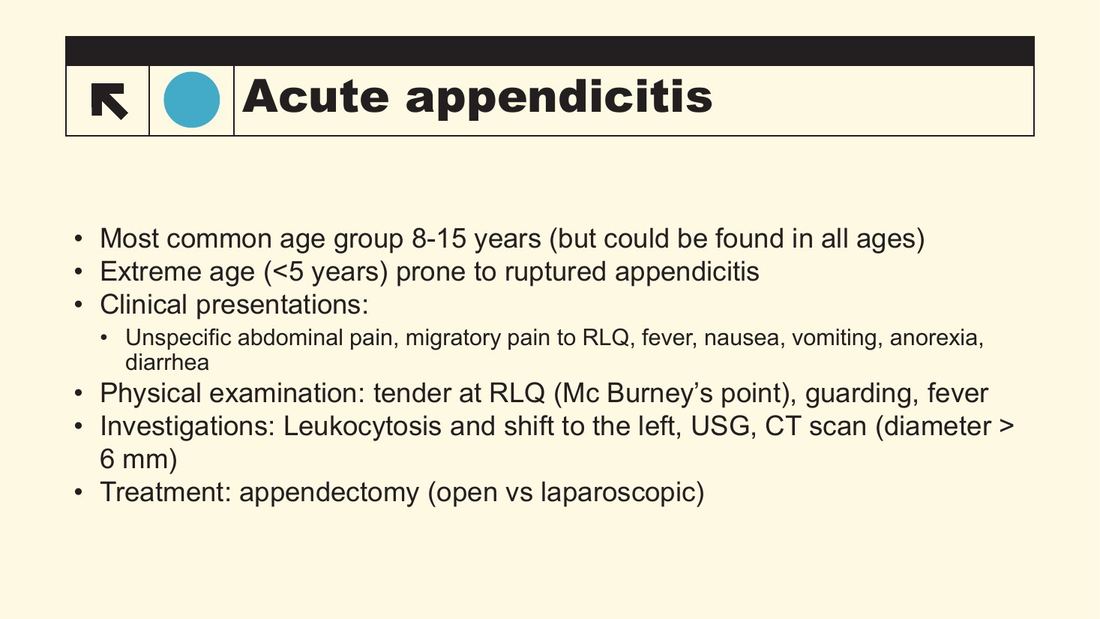 Acute appendicitis
• Most common age group 8-15 years (but could be found in all ages)
• Extreme age (<5 years) prone to ruptured appendicitis
• Clinical presentations:
• Unspecific abdominal pain, migratory pain to RLQ, fever, nausea, vomiting, anorexia,
diarrhea
• Physical examination: tender at RLQ (Mc Burney’s point), guarding, fever
• Investigations: Leukocytosis and shift to the left, USG, CT scan (diameter >
6 mm)
• Treatment: appendectomy (open vs laparoscopic)